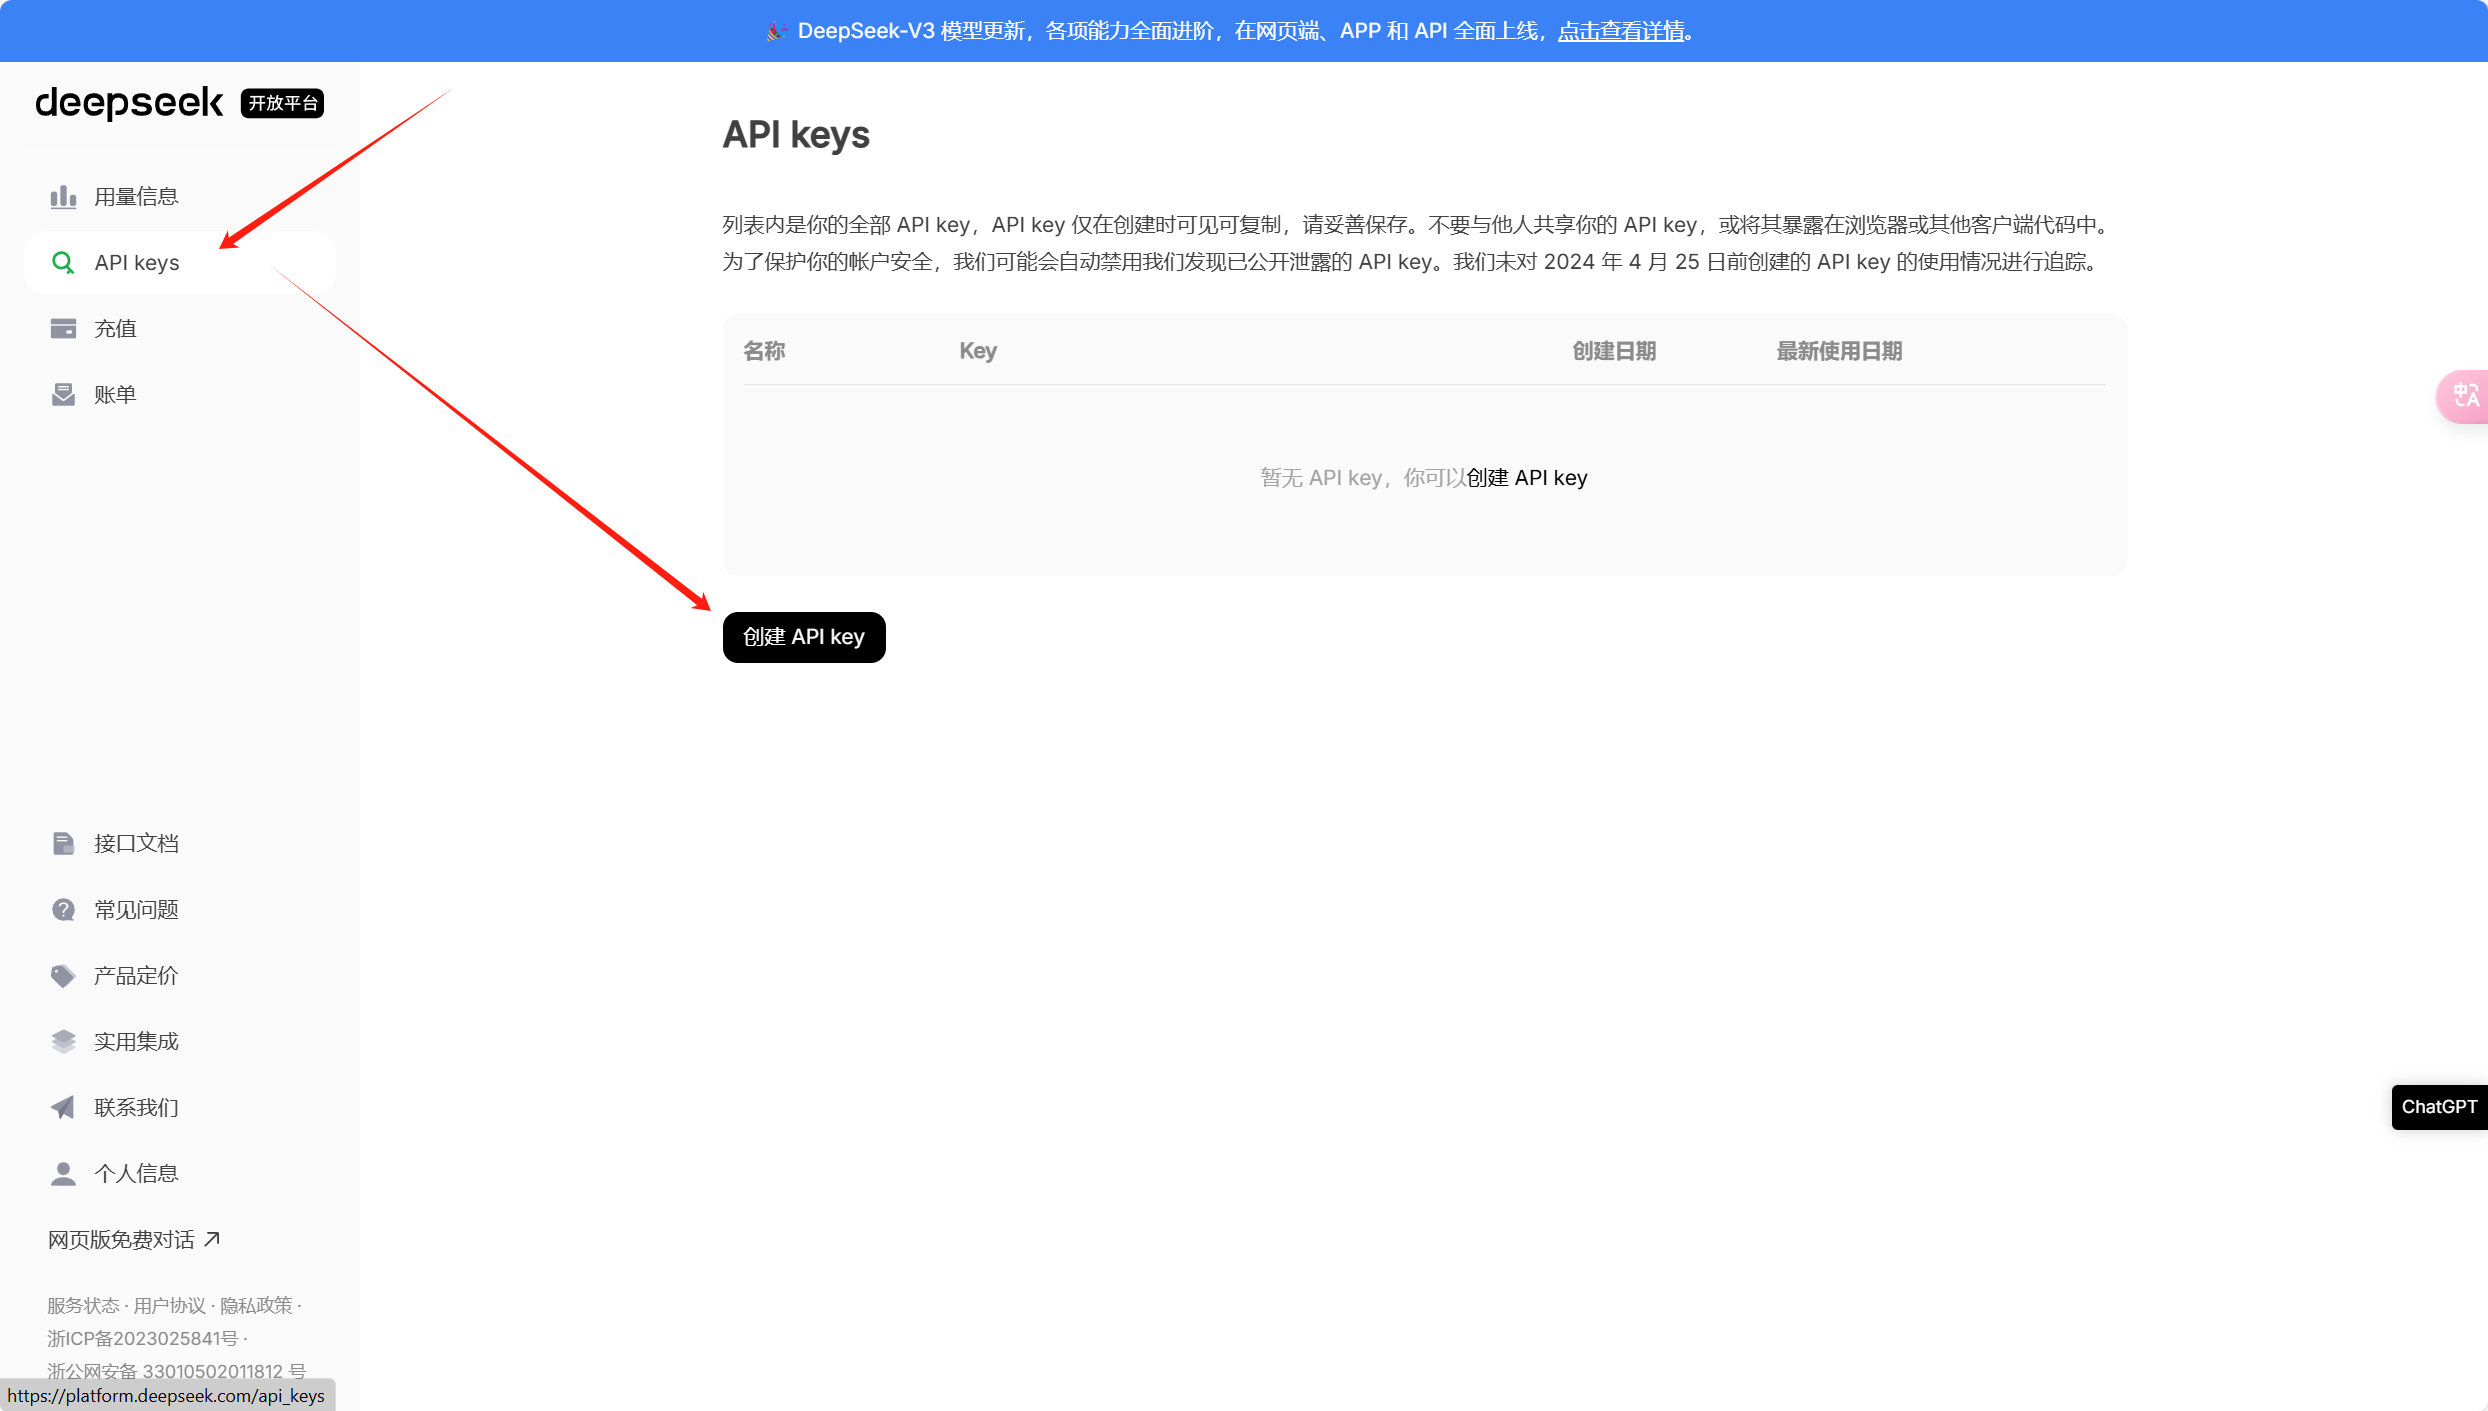 🎉 DeepSeek-V3 模型更新，各项能力全面进阶，在网页端、APP 和 API 全面上线，点击查看详情。
deepseek 开放平台
用量信息
API keys
充值
账单
接口文档
常见问题
产品定价
实用集成
联系我们
个人信息
网页版免费对话 ↗
服务状态 · 用户协议 · 隐私政策 ·
浙ICP备2023025841号 ·
浙公网安备 33010502011812 号
https://platform.deepseek.com/api_keys
API keys
列表内是你的全部 API key，API key 仅在创建时可见可复制，请妥善保存。不要与他人共享你的 API key，或将其暴露在浏览器或其他客户端代码中。
为了保护你的帐户安全，我们可能会自动禁用我们发现已公开泄露的 API key。我们未对 2024 年 4 月 25 日前创建的 API key 的使用情况进行追踪。
名称 Key 创建日期 最新使用日期
暂无 API key，你可以创建 API key
创建 API key
中A
ChatGPT